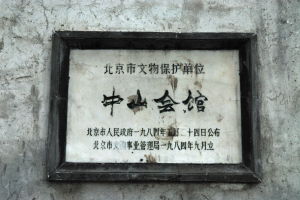 北京市文物保护单位
中山会馆
北京市人民政府一九八四年五月二十四日公布
北京市文物事业管理局一九八四年九月立